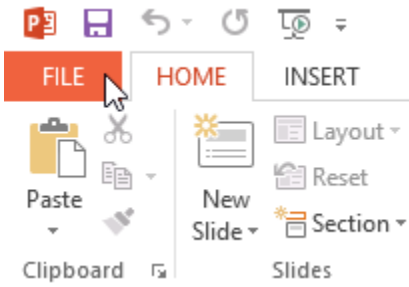 FILE HOME INSERT
Layout
Reset
Paste
New
Slide
Section
Clipboard
Slides